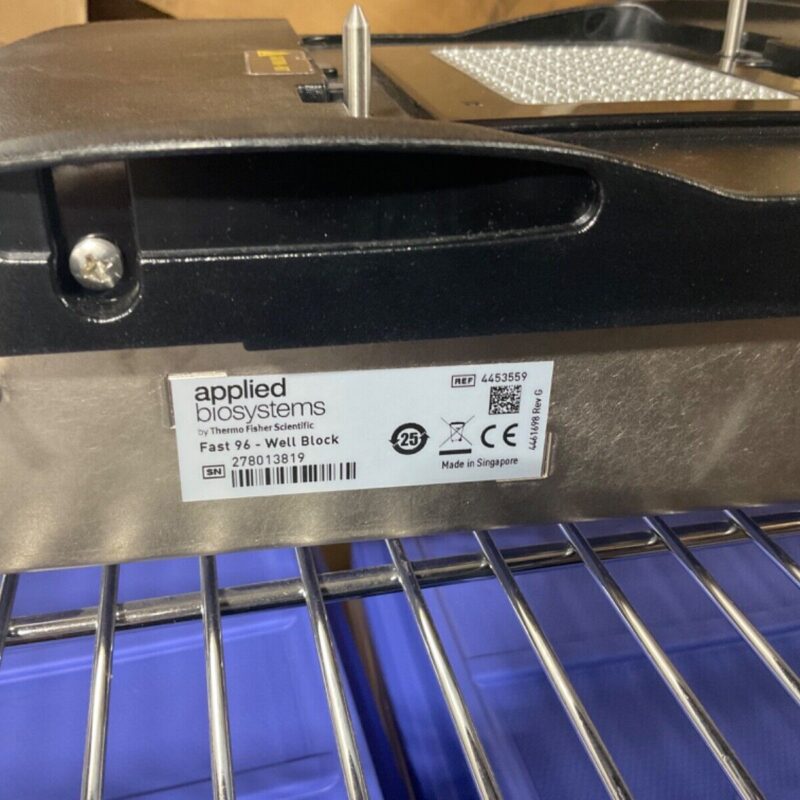 applied
biosystems
by Thermo Fisher Scientific
Fast 96 - Well Block
SN 278013819
REF 4453559
25
CE
Made in Singapore
4461698 Rev G